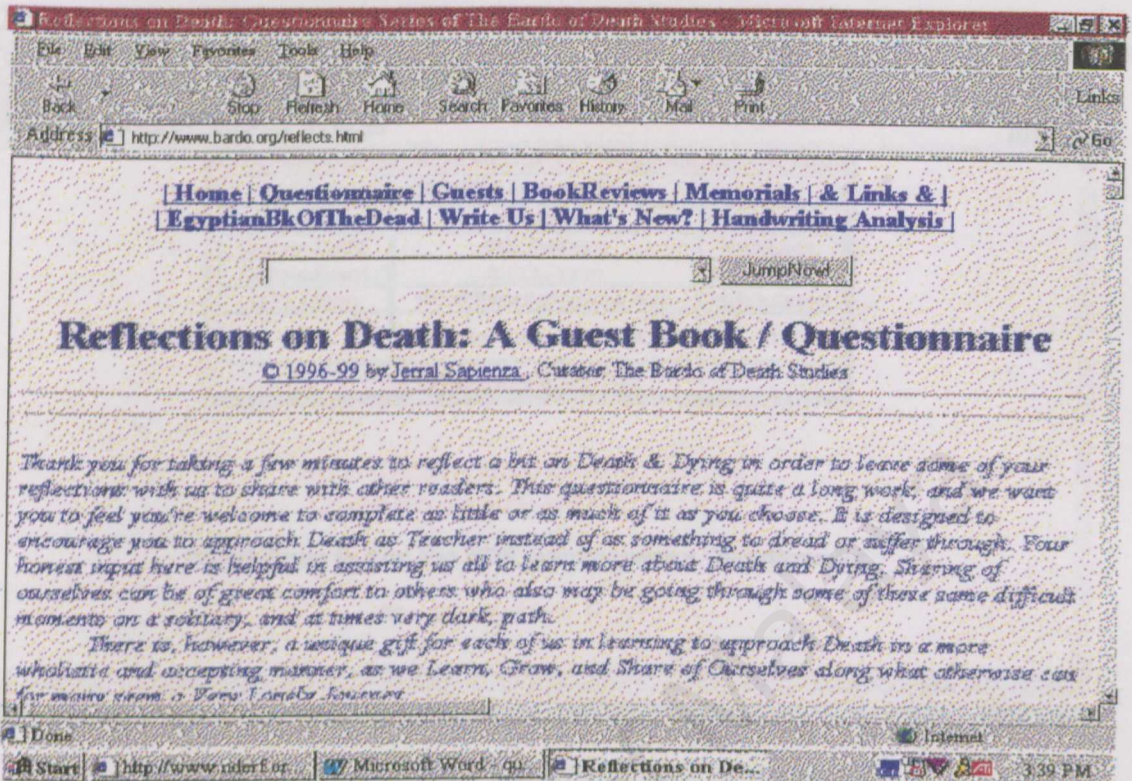 Reflections on Death: Questionnaire Series of The Bardo of Death Studies - Microsoft Internet Explorer
File Edit View Favorites Tools Help
Back Stop Refresh Home Search Favorites History Mail Print Links
Address http://www.bardo.org/reflects.html Go
| Home | Questionnaire | Guests | BookReviews | Memorials | & Links & |
| EgyptianBkOfTheDead | Write Us | What's New? | Handwriting Analysis |
JumpNow!
Reflections on Death: A Guest Book / Questionnaire
© 1996-99 by Jerral Sapienza, Curator The Bardo of Death Studies
Thank you for taking a few minutes to reflect a bit on Death & Dying in order to leave some of your
reflections with us to share with other readers. This questionnaire is quite a long work, and we want
you to feel you're welcome to complete as little or as much of it as you choose. It is designed to
encourage you to approach Death as Teacher instead of as something to dread or suffer through. Your
honest input here is helpful in assisting us all to learn more about Death and Dying. Sharing of
ourselves can be of great comfort to others who also may be going through some of these same difficult
moments on a solitary, and at times very dark, path.
There is, however, a unique gift for each of us in learning to approach Death in a more
wholistic and accepting manner, as we Learn, Grow, and Share of Ourselves along what otherwise can
for many seem a Very Lonely Journey
Done Internet
Start http://www.nderf.or... Microsoft Word - qu... Reflections on De... 3:39 PM